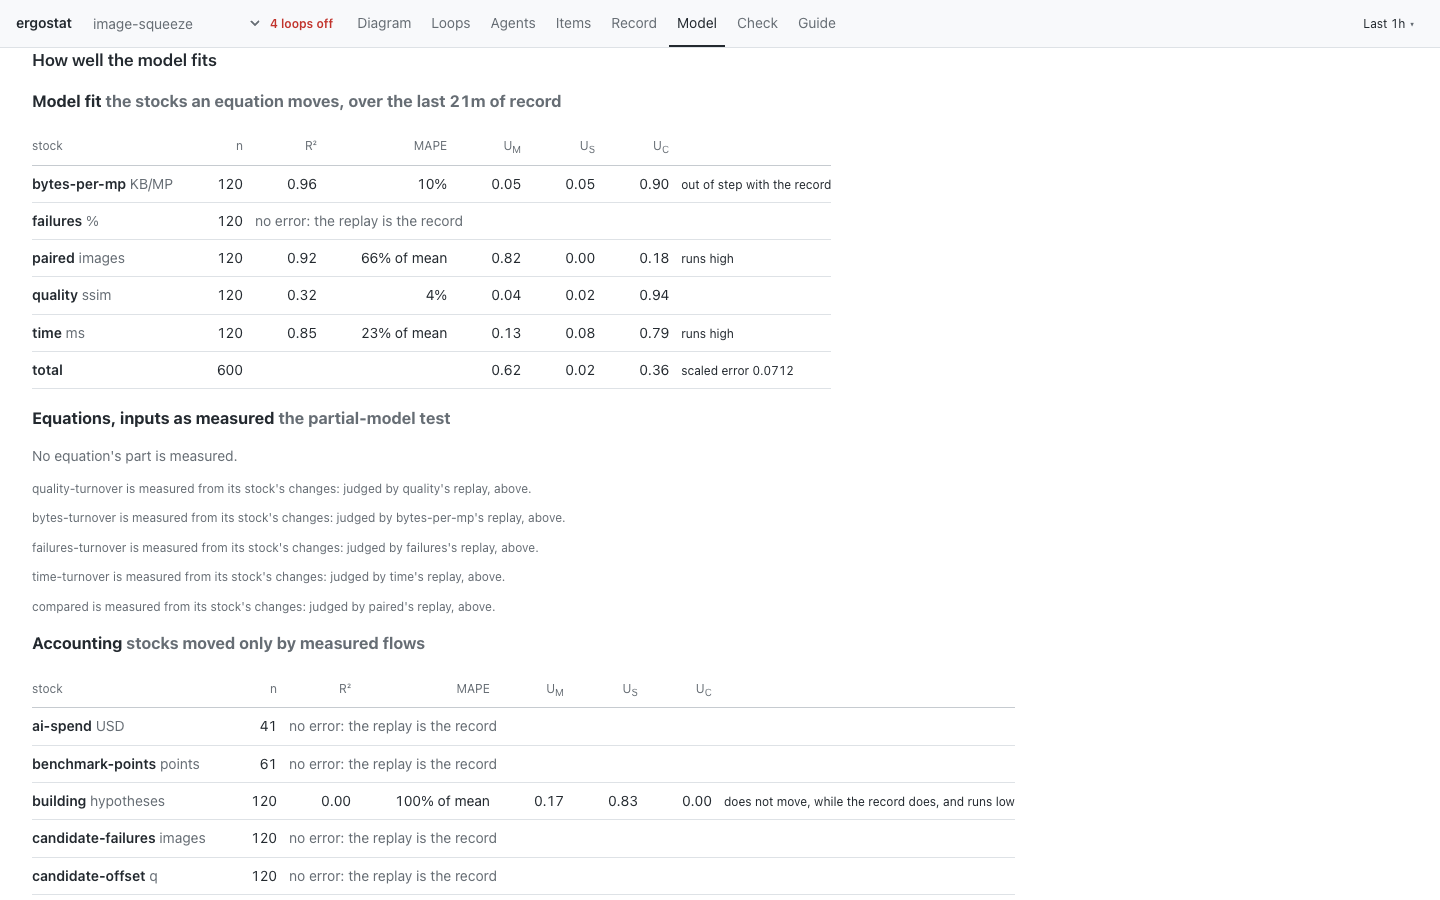 ergostat image-squeeze 4 loops off Diagram Loops Agents Items Record Model Check Guide Last 1h
How well the model fits
Model fit the stocks an equation moves, over the last 21m of record
stock n R² MAPE UM US UC
bytes-per-mp KB/MP 120 0.96 10% 0.05 0.05 0.90 out of step with the record
failures % 120 no error: the replay is the record
paired images 120 0.92 66% of mean 0.82 0.00 0.18 runs high
quality ssim 120 0.32 4% 0.04 0.02 0.94
time ms 120 0.85 23% of mean 0.13 0.08 0.79 runs high
total 600 0.62 0.02 0.36 scaled error 0.0712
Equations, inputs as measured the partial-model test
No equation's part is measured.
quality-turnover is measured from its stock's changes: judged by quality's replay, above.
bytes-turnover is measured from its stock's changes: judged by bytes-per-mp's replay, above.
failures-turnover is measured from its stock's changes: judged by failures's replay, above.
time-turnover is measured from its stock's changes: judged by time's replay, above.
compared is measured from its stock's changes: judged by paired's replay, above.
Accounting stocks moved only by measured flows
stock n R² MAPE UM US UC
ai-spend USD 41 no error: the replay is the record
benchmark-points points 61 no error: the replay is the record
building hypotheses 120 0.00 100% of mean 0.17 0.83 0.00 does not move, while the record does, and runs low
candidate-failures images 120 no error: the replay is the record
candidate-offset q 120 no error: the replay is the record